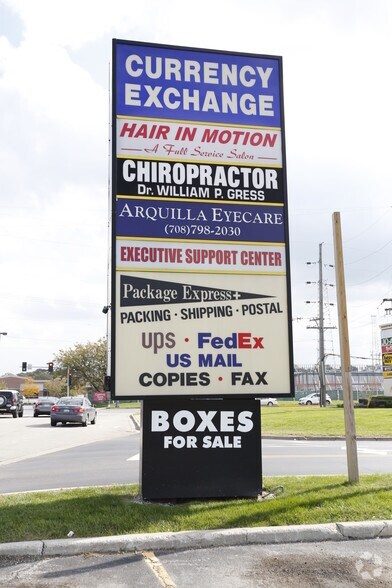 CURRENCY
EXCHANGE
HAIR IN MOTION
A Full Service Salon
CHIROPRACTOR
Dr. WILLIAM P. GRESS
ARQUILLA EYECARE
(708)798-2030
EXECUTIVE SUPPORT CENTER
Package Express+
PACKING · SHIPPING · POSTAL
ups · FedEx
US MAIL
COPIES · FAX
BOXES
FOR SALE